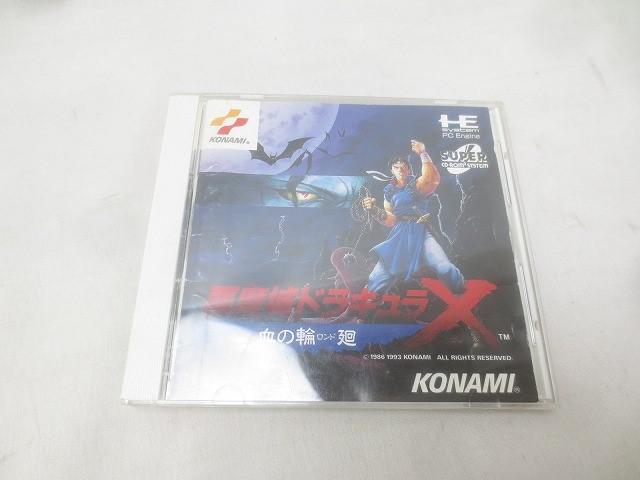 KONAMI®
HE
SYSTEM
PC Engine
SUPER
CD-ROM² SYSTEM
悪魔城ドラキュラX
TM
血の輪廻
ロンド
© 1986 1993 KONAMI ALL RIGHTS RESERVED.
KONAMI®